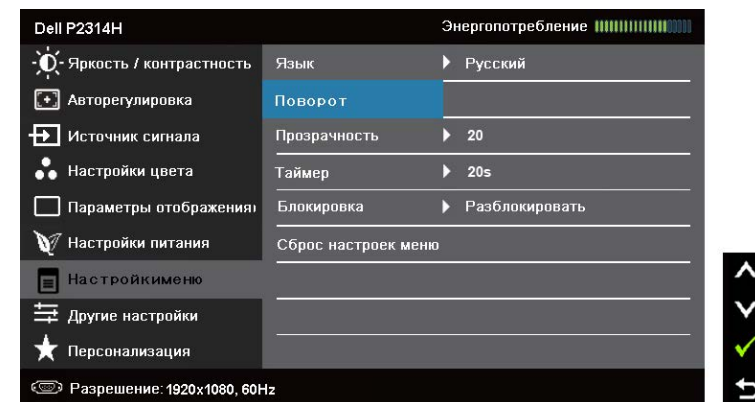 Dell P2314H
Энергопотребление
Яркость / контрастность
Язык
Русский
Авторегулировка
Поворот
Источник сигнала
Прозрачность
20
Настройки цвета
Таймер
20s
Параметры отображения
Блокировка
Разблокировать
Настройки питания
Сброс настроек меню
Настройкименю
Другие настройки
Персонализация
Разрешение: 1920x1080, 60Hz